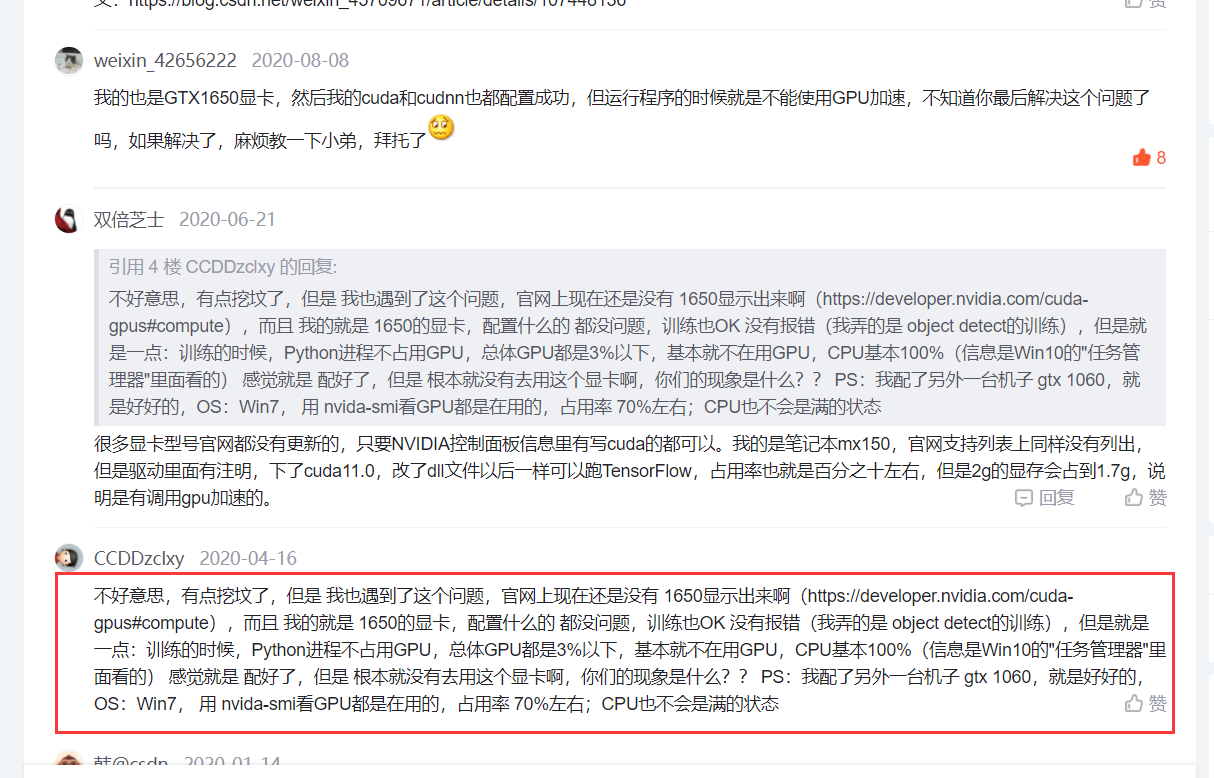 weixin_42656222 2020-08-08
我的也是GTX1650显卡，然后我的cuda和cudnn也都配置成功，但运行程序的时候就是不能使用GPU加速，不知道你最后解决这个问题了
吗，如果解决了，麻烦教一下小弟，拜托了
8
双倍芝士 2020-06-21
引用 4 楼 CCDDzclxy 的回复:
不好意思，有点挖坟了，但是 我也遇到了这个问题，官网上现在还是没有 1650显示出来啊（https://developer.nvidia.com/cuda-
gpus#compute），而且 我的就是 1650的显卡，配置什么的 都没问题，训练也OK 没有报错（我弄的是 object detect的训练），但是就
是一点：训练的时候，Python进程不占用GPU，总体GPU都是3%以下，基本就不在用GPU，CPU基本100%（信息是Win10的"任务管
理器"里面看的） 感觉就是 配好了，但是 根本就没有去用这个显卡啊，你们的现象是什么？？ PS：我配了另外一台机子 gtx 1060，就
是好好的，OS：Win7， 用 nvida-smi看GPU都是在用的，占用率 70%左右；CPU也不会是满的状态
很多显卡型号官网都没有更新的，只要NVIDIA控制面板信息里有写cuda的都可以。我的是笔记本mx150，官网支持列表上同样没有列出，
但是驱动里面有注明，下了cuda11.0，改了dll文件以后一样可以跑TensorFlow，占用率也就是百分之十左右，但是2g的显存会占到1.7g，说
明是有调用gpu加速的。 回复 赞
CCDDzclxy 2020-04-16
不好意思，有点挖坟了，但是 我也遇到了这个问题，官网上现在还是没有 1650显示出来啊（https://developer.nvidia.com/cuda-
gpus#compute），而且 我的就是 1650的显卡，配置什么的 都没问题，训练也OK 没有报错（我弄的是 object detect的训练），但是就是
一点：训练的时候，Python进程不占用GPU，总体GPU都是3%以下，基本就不在用GPU，CPU基本100%（信息是Win10的"任务管理器"里
面看的） 感觉就是 配好了，但是 根本就没有去用这个显卡啊，你们的现象是什么？？ PS：我配了另外一台机子 gtx 1060，就是好好的，
OS：Win7， 用 nvida-smi看GPU都是在用的，占用率 70%左右；CPU也不会是满的状态 赞
韩@csdn 2020-01-14